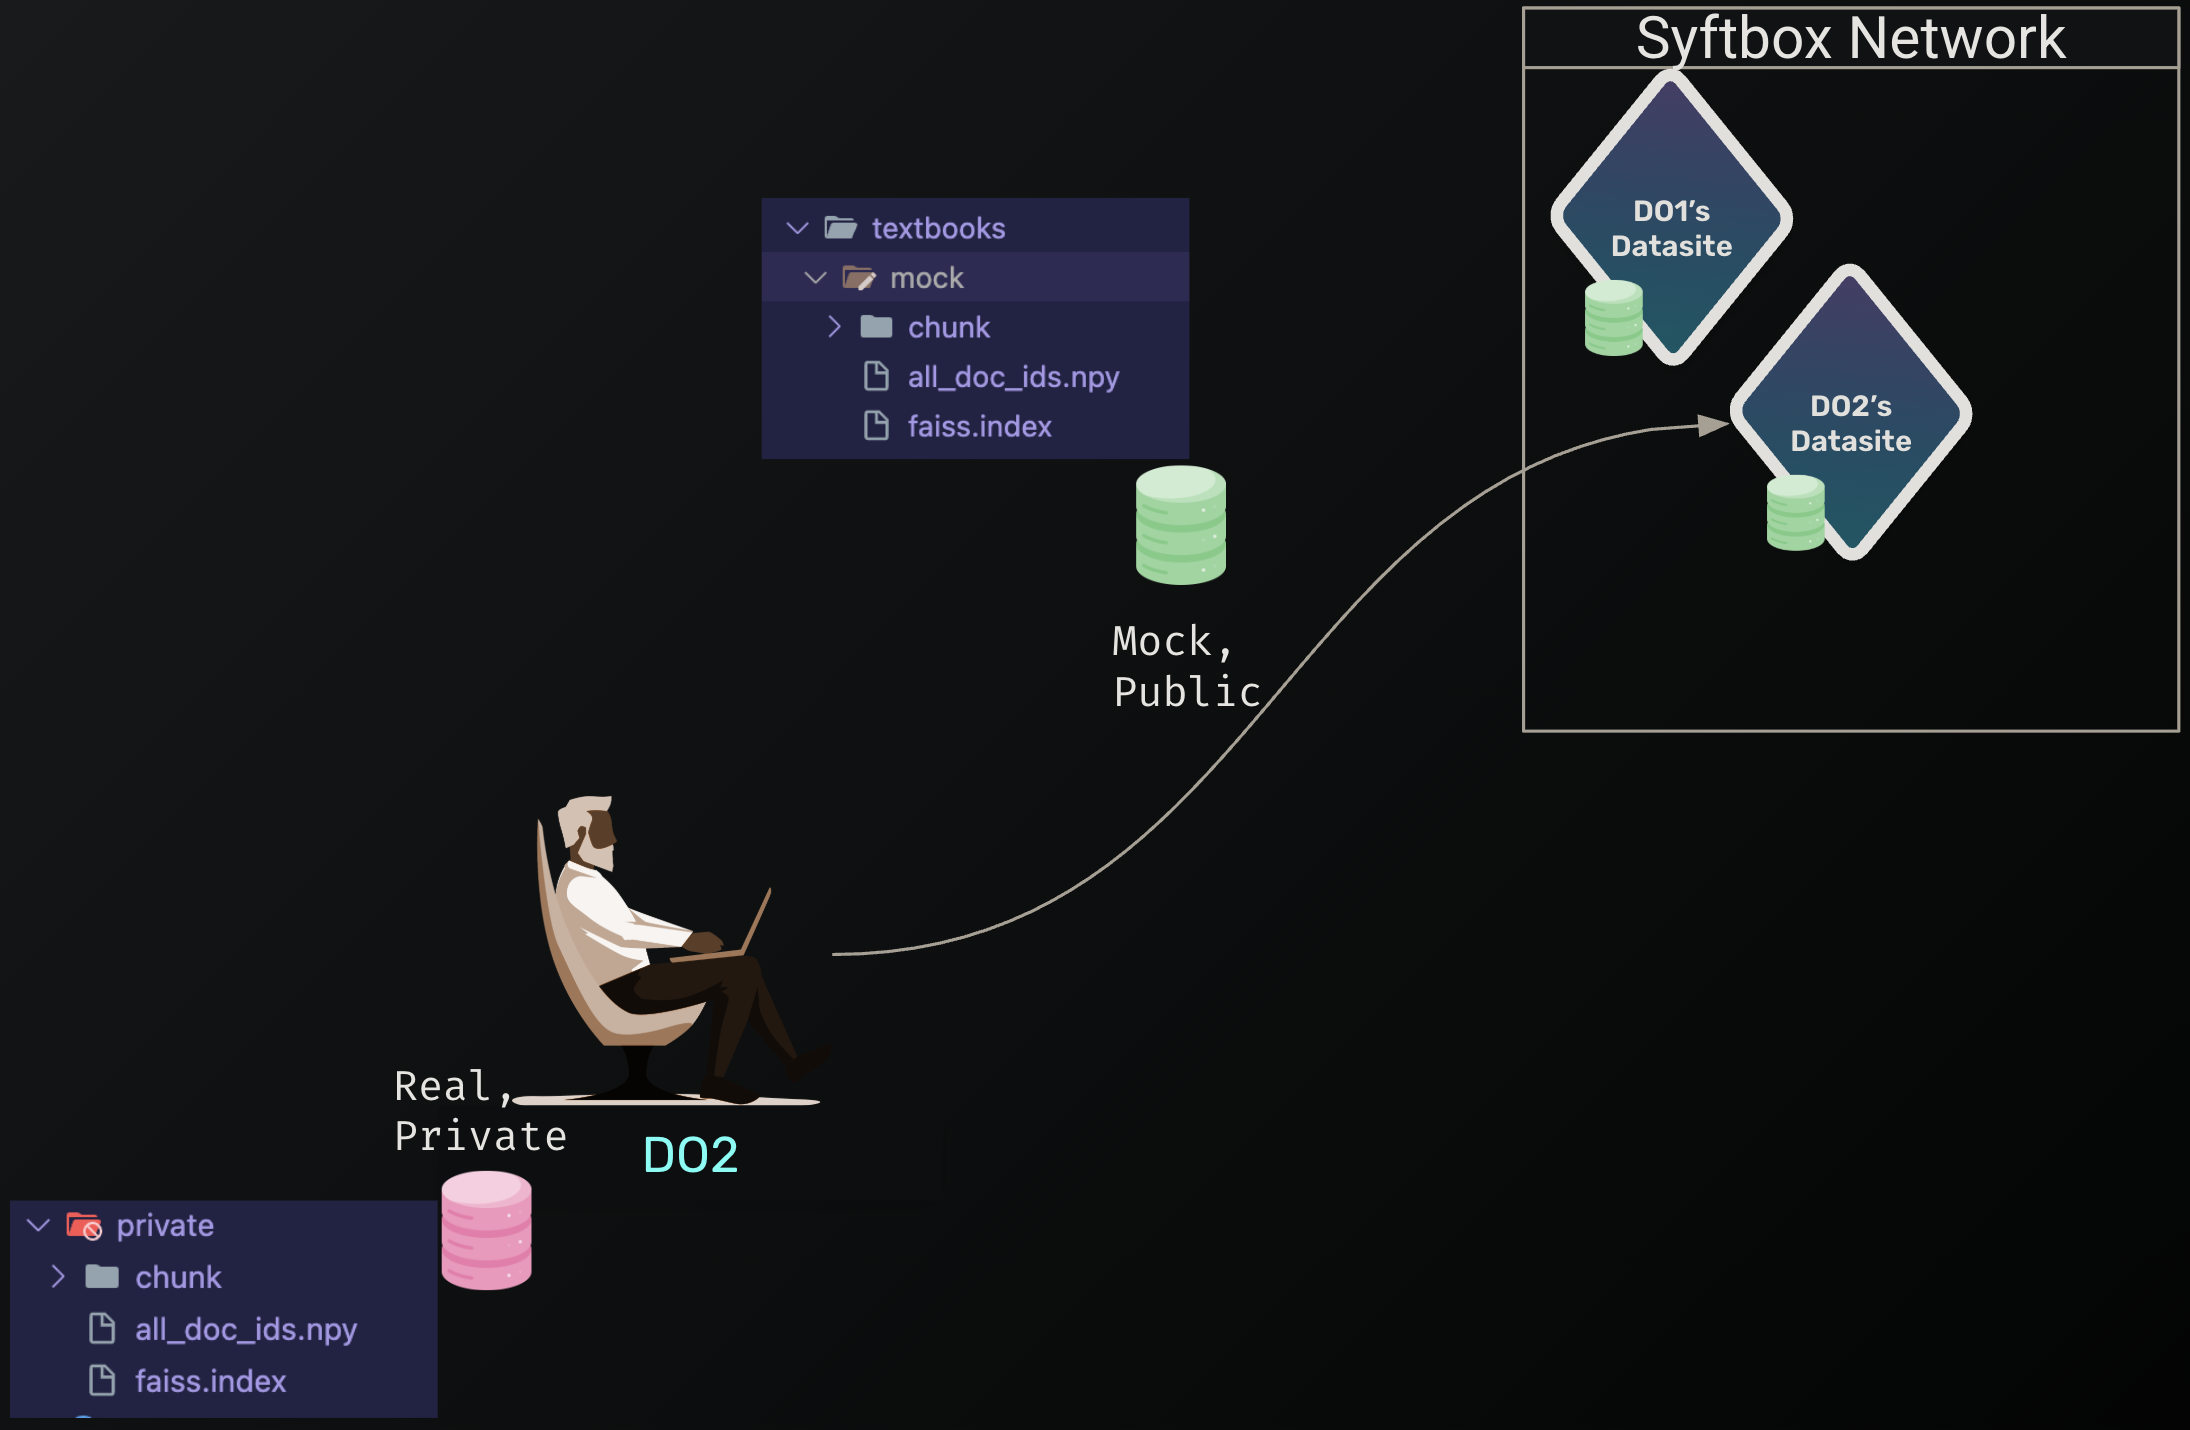 Syftbox Network
DO1’s
Datasite
DO2’s
Datasite
textbooks
mock
chunk
all_doc_ids.npy
faiss.index
Mock,
Public
Real,
Private
DO2
private
chunk
all_doc_ids.npy
faiss.index